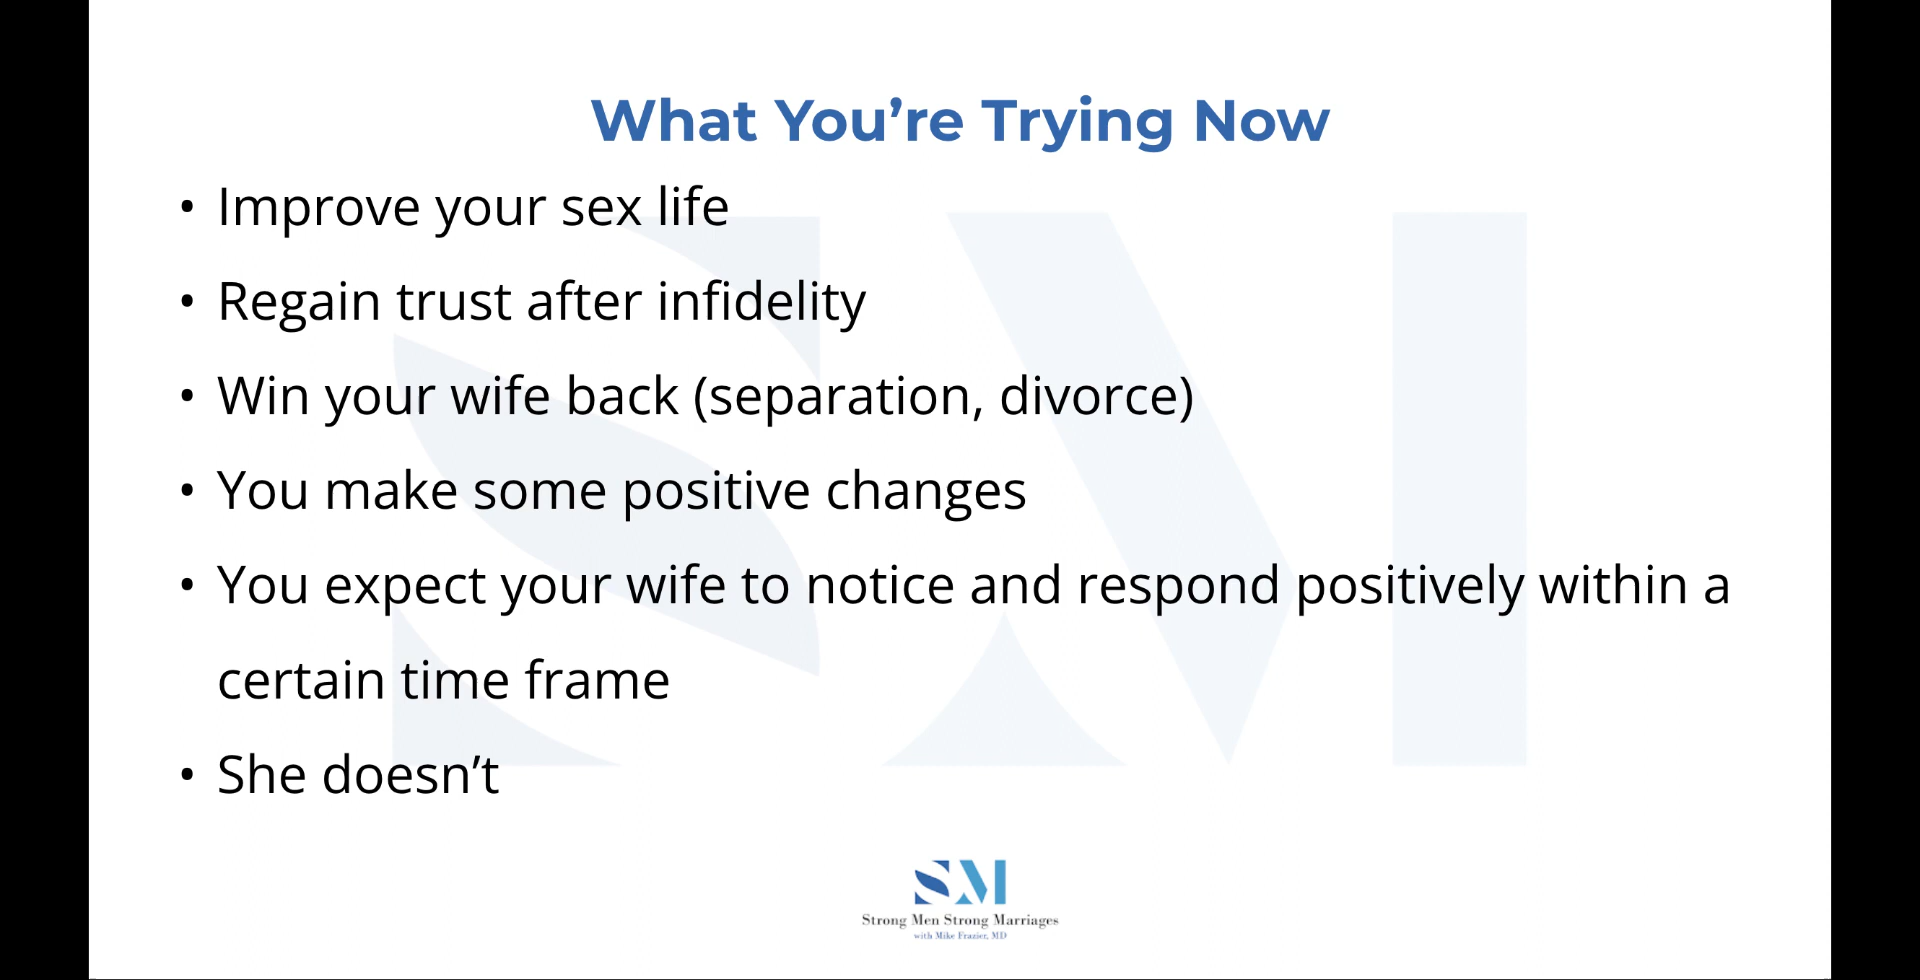 What You’re Trying Now
• Improve your sex life
• Regain trust after infidelity
• Win your wife back (separation, divorce)
• You make some positive changes
• You expect your wife to notice and respond positively within a
certain time frame
• She doesn’t
SM
Strong Men Strong Marriages
with Mike Frazier, MD